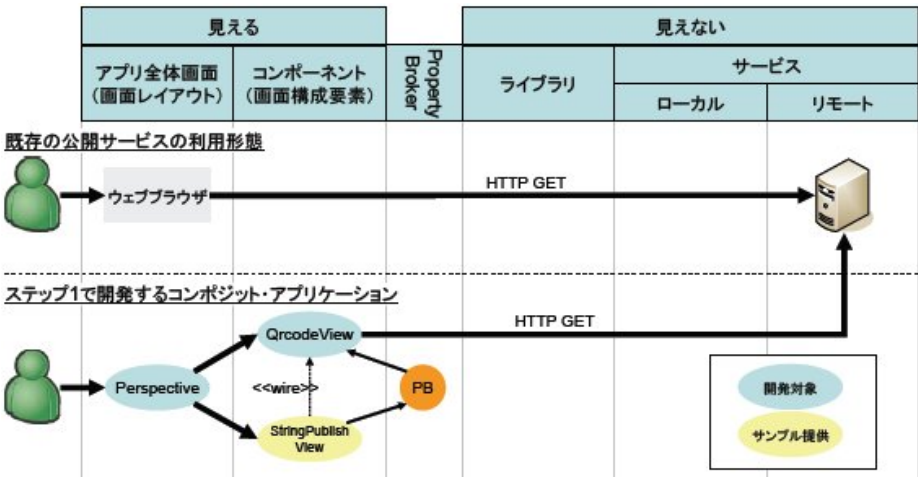 見える
見えない
アプリ全体画面
(画面レイアウト)
コンポーネント
(画面構成要素)
Property
Broker
ライブラリ
サービス
ローカル
リモート
既存の公開サービスの利用形態
ウェブブラウザ
HTTP GET
ステップ1で開発するコンポジット・アプリケーション
HTTP GET
QrcodeView
Perspective
<<wire>>
PB
StringPublish
View
開発対象
サンプル提供